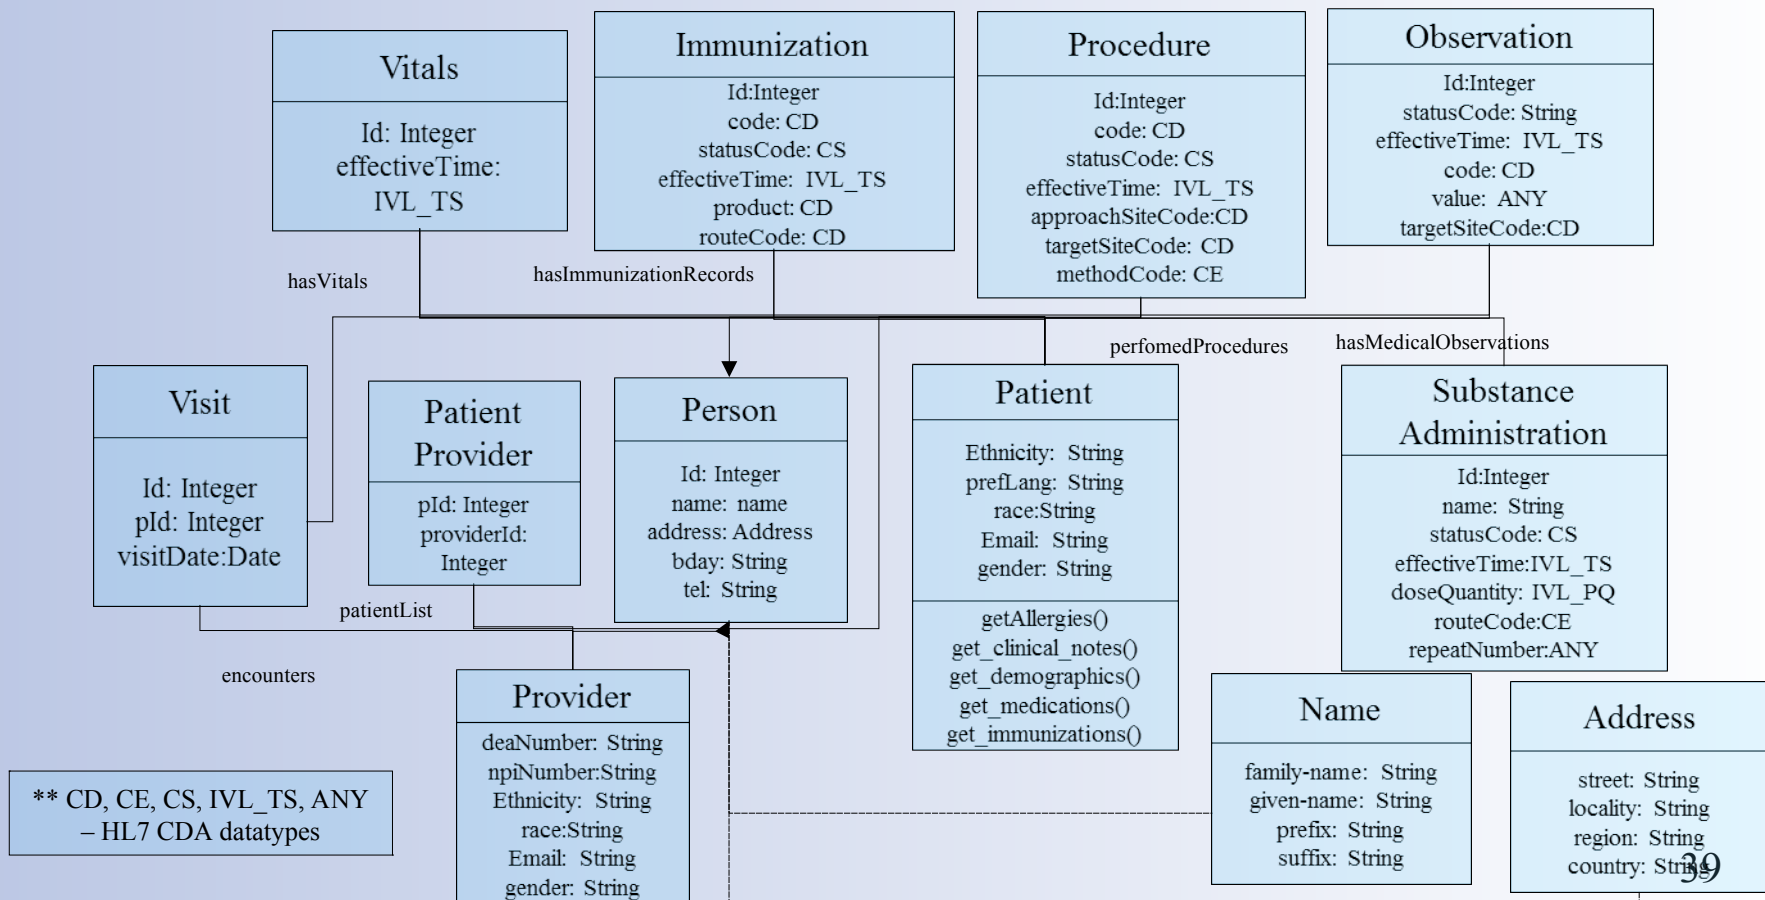 Vitals
Id: Integer
effectiveTime:
IVL_TS
Immunization
Id:Integer
code: CD
statusCode: CS
effectiveTime: IVL_TS
product: CD
routeCode: CD
Procedure
Id:Integer
code: CD
statusCode: CS
effectiveTime: IVL_TS
approachSiteCode:CD
targetSiteCode: CD
methodCode: CE
Observation
Id:Integer
statusCode: String
effectiveTime: IVL_TS
code: CD
value: ANY
targetSiteCode:CD
hasVitals
hasImmunizationRecords
perfomedProcedures
hasMedicalObservations
Visit
Id: Integer
pId: Integer
visitDate:Date
Patient
Provider
pId: Integer
providerId:
Integer
Person
Id: Integer
name: name
address: Address
bday: String
tel: String
Patient
Ethnicity: String
prefLang: String
race:String
Email: String
gender: String
getAllergies()
get_clinical_notes()
get_demographics()
get_medications()
get_immunizations()
Substance
Administration
Id:Integer
name: String
statusCode: CS
effectiveTime:IVL_TS
doseQuantity: IVL_PQ
routeCode:CE
repeatNumber:ANY
patientList
encounters
Provider
deaNumber: String
npiNumber:String
Ethnicity: String
race:String
Email: String
gender: String
Name
family-name: String
given-name: String
prefix: String
suffix: String
Address
street: String
locality: String
region: String
country: String
39
** CD, CE, CS, IVL_TS, ANY
– HL7 CDA datatypes